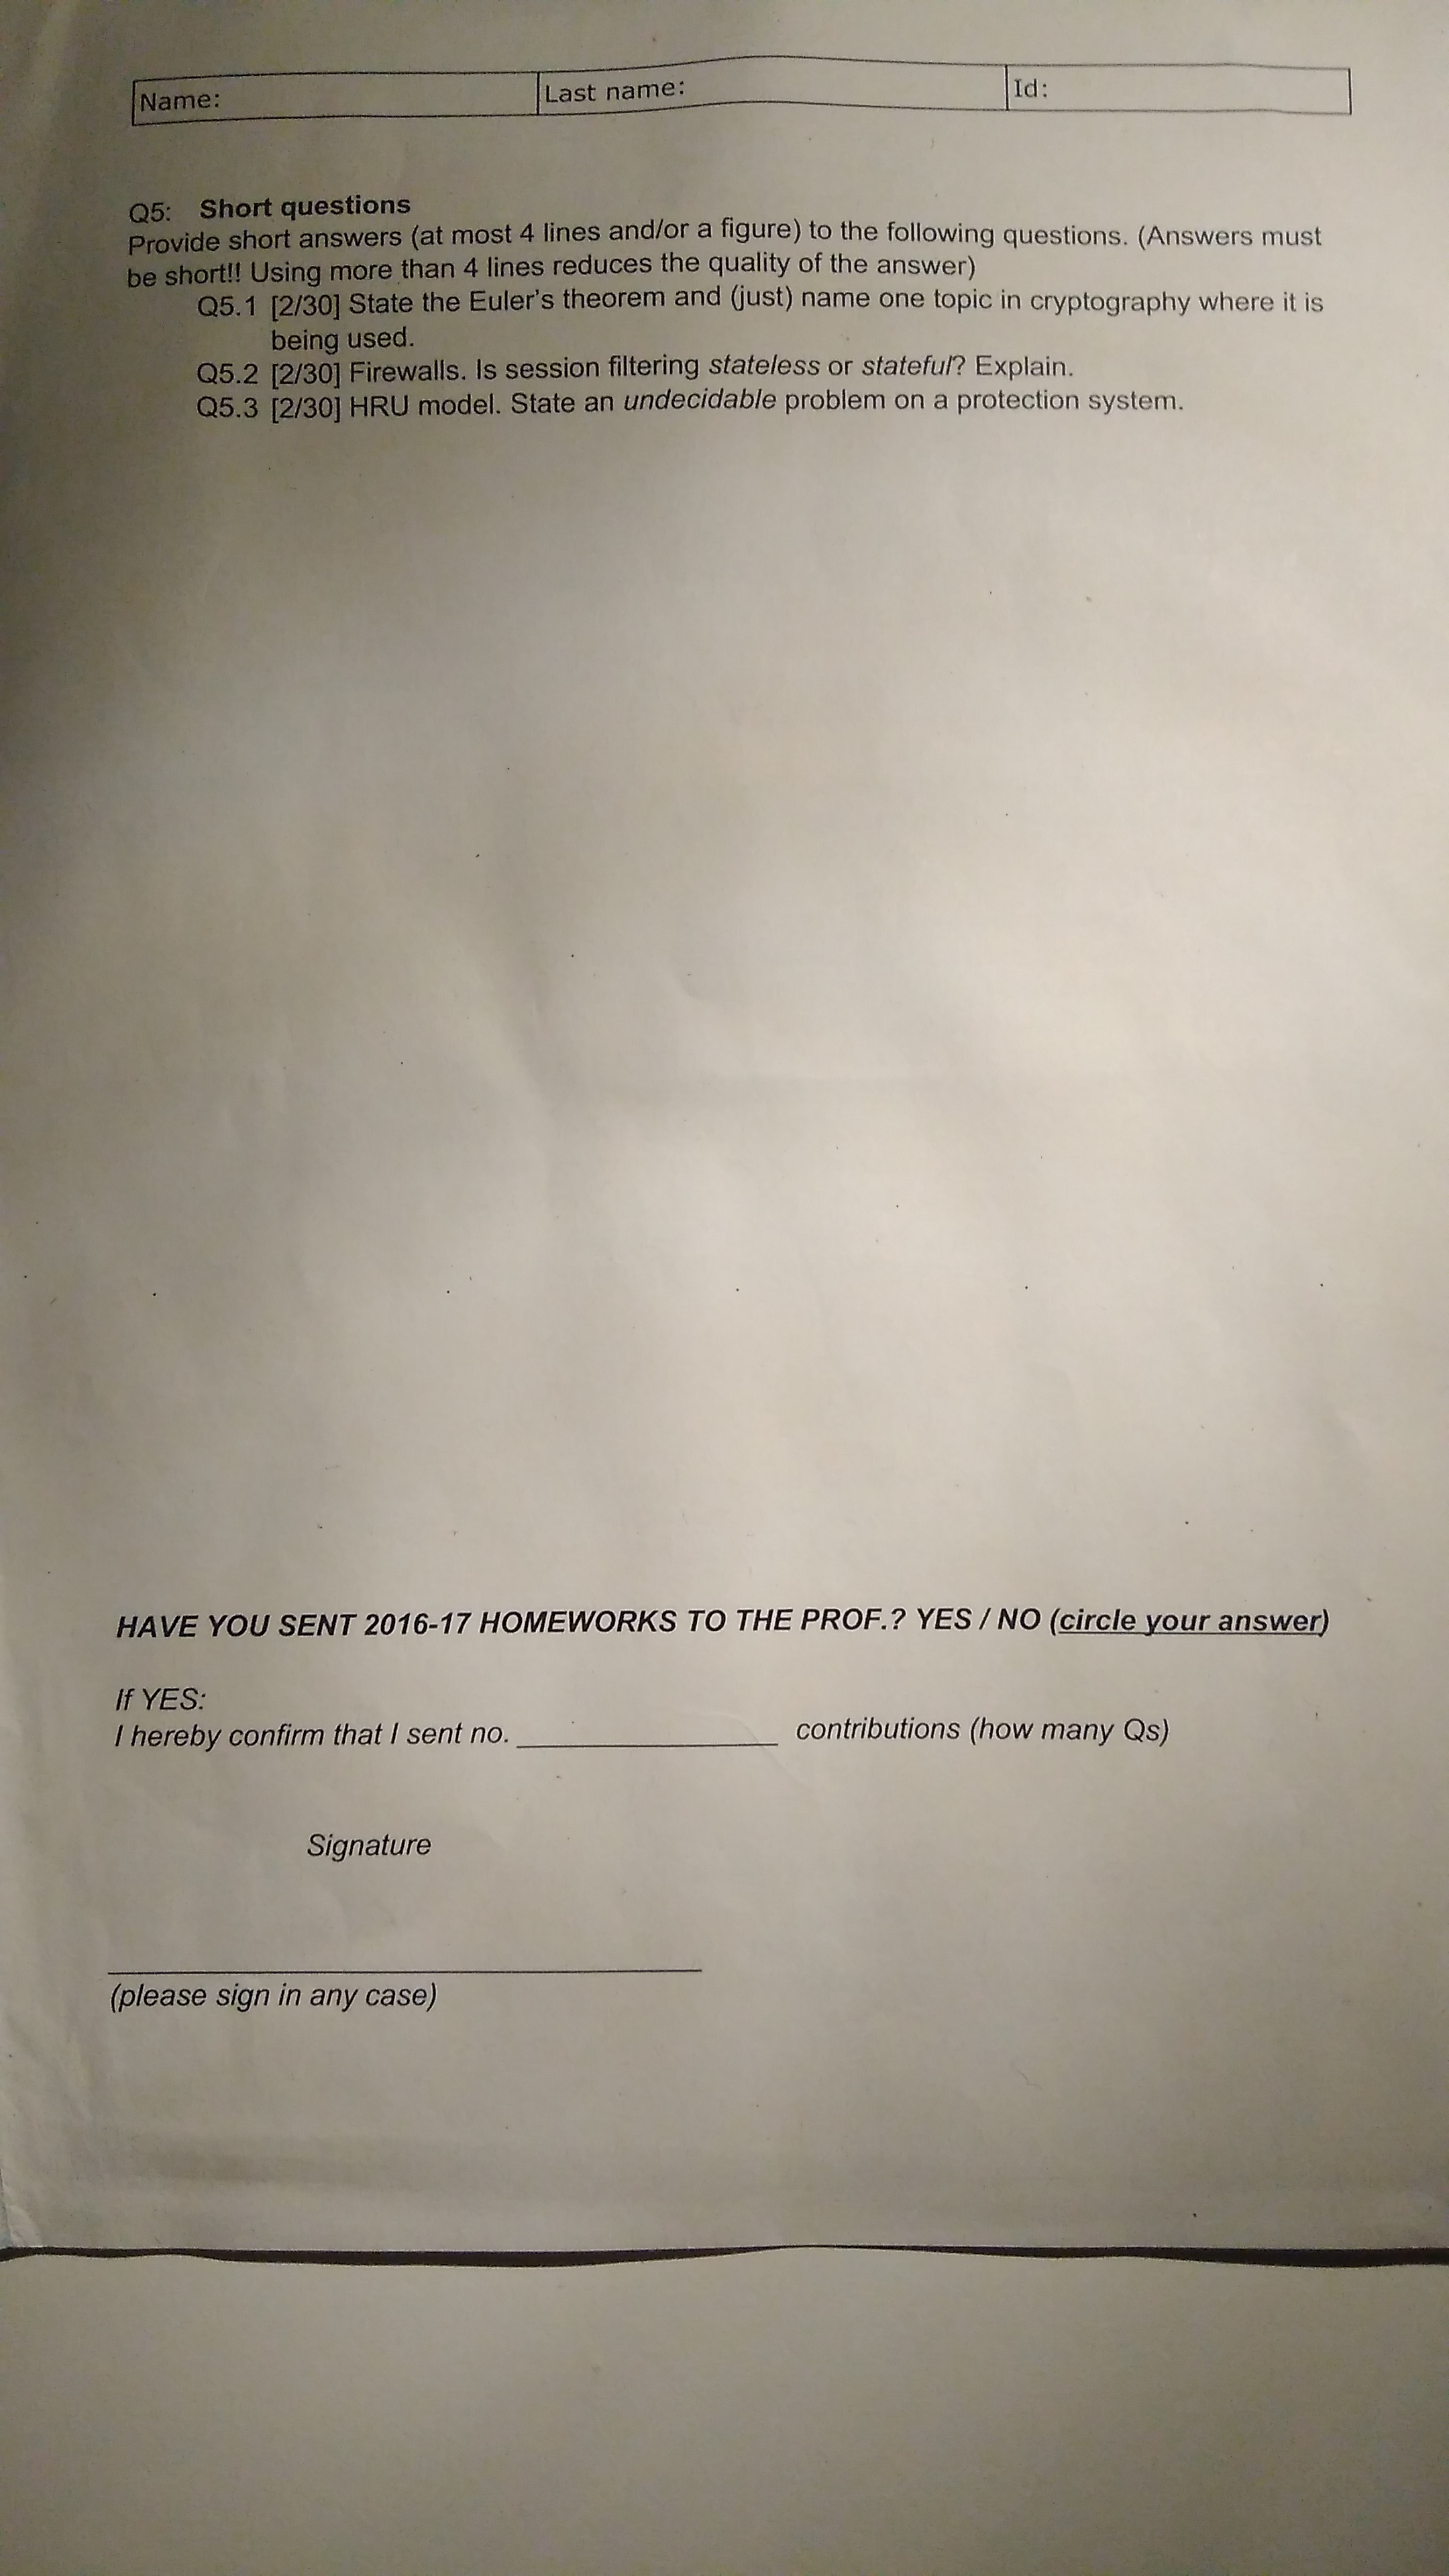 Name: Last name: Id:
Q5: Short questions
Provide short answers (at most 4 lines and/or a figure) to the following questions. (Answers must
be short!! Using more than 4 lines reduces the quality of the answer)
Q5.1 [2/30] State the Euler's theorem and (just) name one topic in cryptography where it is
being used.
Q5.2 [2/30] Firewalls. Is session filtering stateless or stateful? Explain.
Q5.3 [2/30] HRU model. State an undecidable problem on a protection system.
HAVE YOU SENT 2016-17 HOMEWORKS TO THE PROF.? YES / NO (circle your answer)
If YES:
I hereby confirm that I sent no. ________________ contributions (how many Qs)
Signature
(please sign in any case)